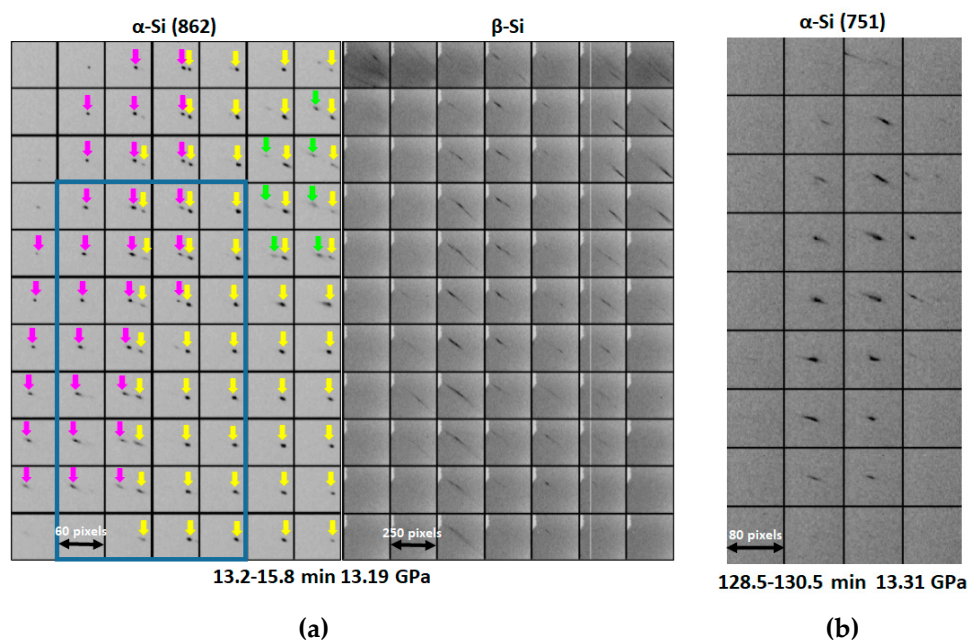 α-Si (862)
β-Si
α-Si (751)
60 pixels
250 pixels
80 pixels
13.2-15.8 min 13.19 GPa
128.5-130.5 min 13.31 GPa
(a)
(b)